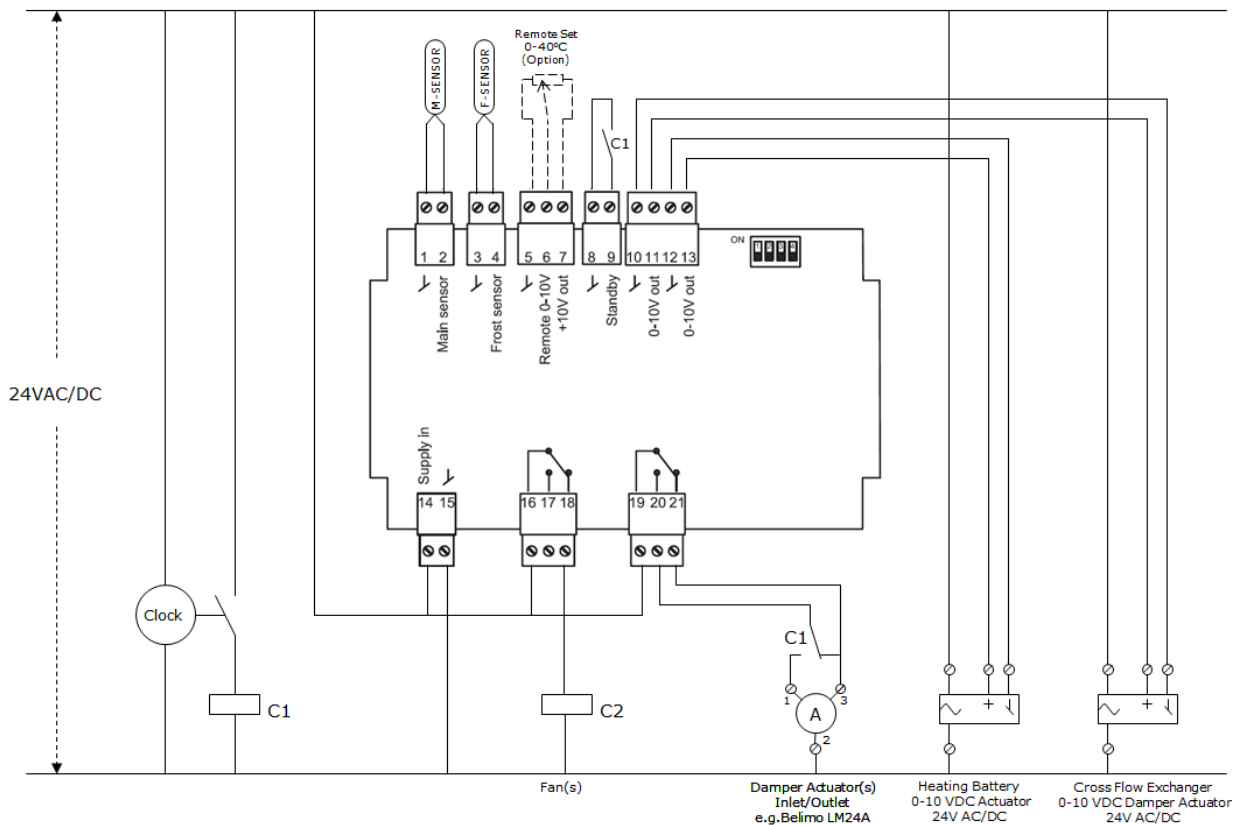 Remote Set
0-40ºC
(Option)
M-SENSOR
F-SENSOR
C1
ON
1 2 3 4
1 2 3 4 5 6 7 8 9 10 11 12 13
Main sensor
Frost sensor
Remote 0-10V
+10V out
Standby
0-10V out
0-10V out
24VAC/DC
Supply in
14 15 16 17 18 19 20 21
Clock
C1
C1
C2
1
3
A
2
+
+
Fan(s)
Damper Actuator(s)
Inlet/Outlet
e.g.Belimo LM24A
Heating Battery
0-10 VDC Actuator
24V AC/DC
Cross Flow Exchanger
0-10 VDC Damper Actuator
24V AC/DC